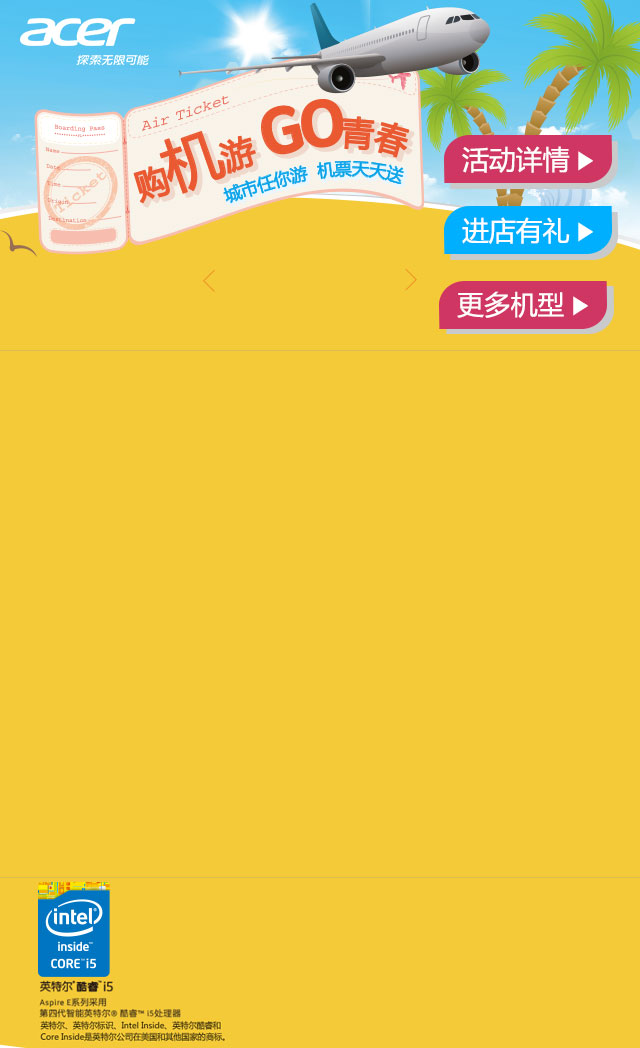 acer
探索无限可能
Air Ticket
Boarding Pass
Name
Date
Time
Origin
Destination
ticket
购机游 GO青春
城市任你游 机票天天送
活动详情
进店有礼
更多机型
intel
inside™
CORE™ i5
英特尔® 酷睿™ i5
Aspire E系列采用
第四代智能英特尔® 酷睿™ i5处理器
英特尔、英特尔标识、Intel Inside、英特尔酷睿和
Core Inside是英特尔公司在美国和其他国家的商标。